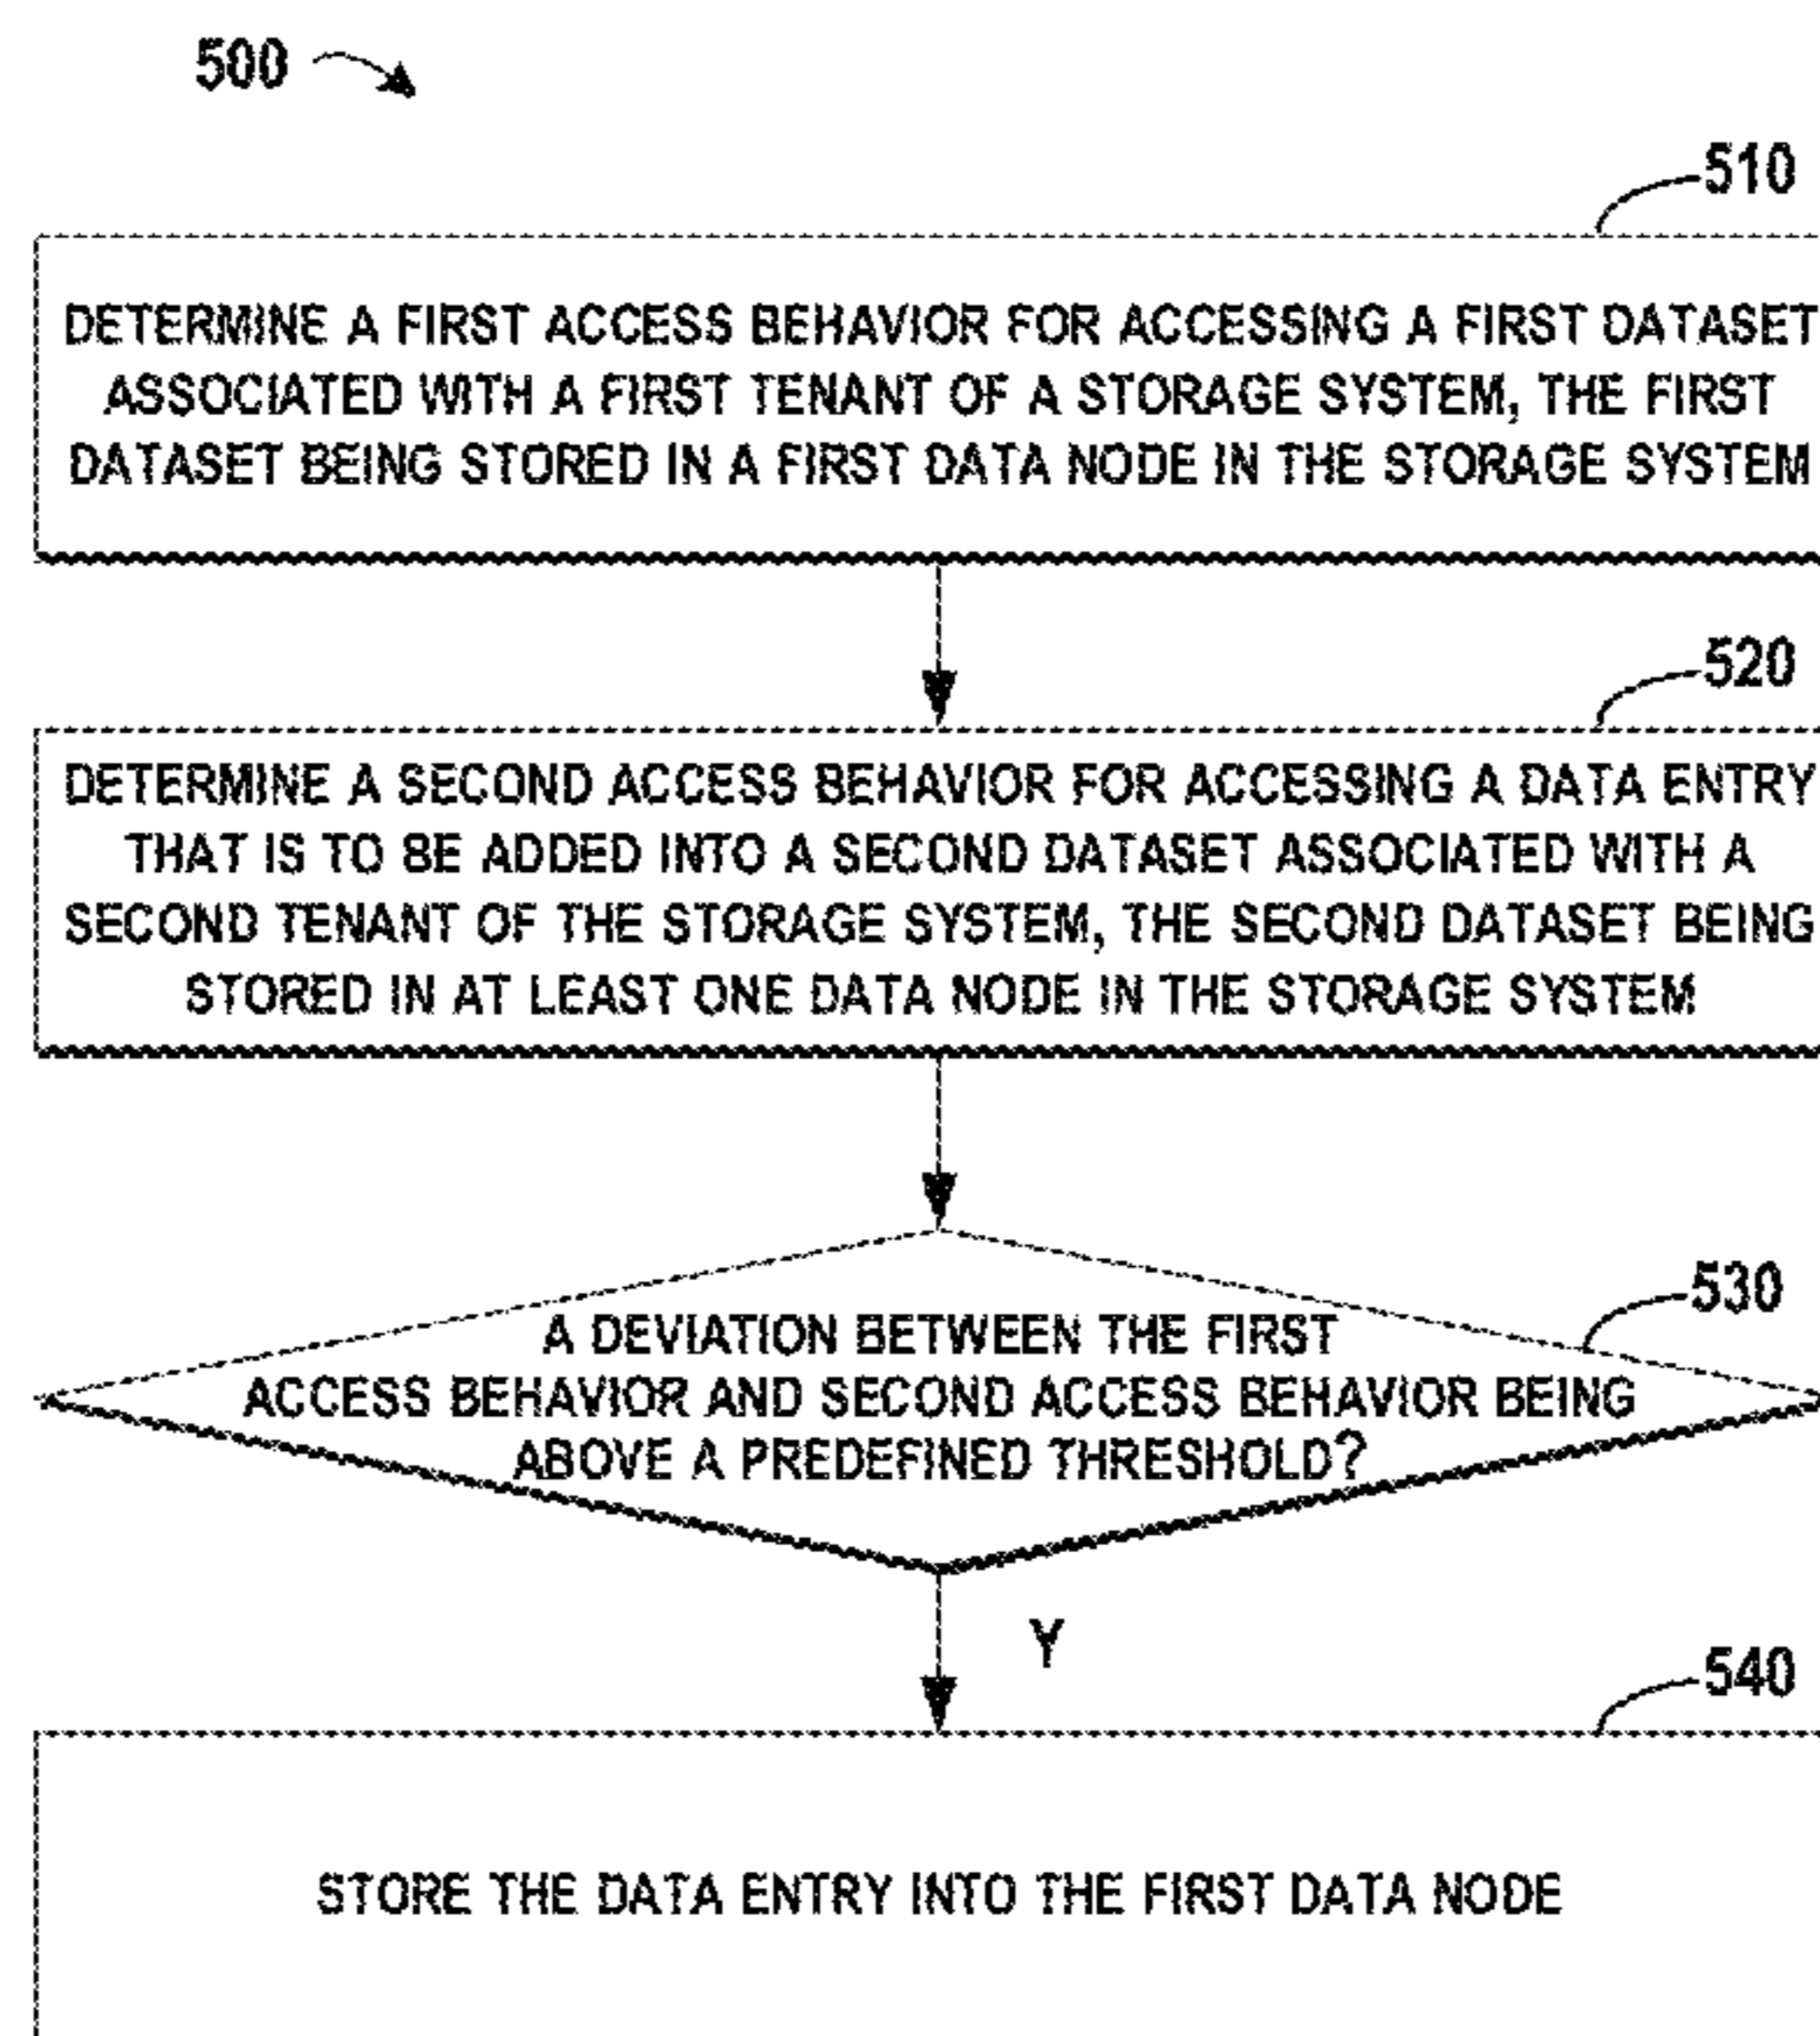 500
510
DETERMINE A FIRST ACCESS BEHAVIOR FOR ACCESSING A FIRST DATASET
ASSOCIATED WITH A FIRST TENANT OF A STORAGE SYSTEM, THE FIRST
DATASET BEING STORED IN A FIRST DATA NODE IN THE STORAGE SYSTEM
520
DETERMINE A SECOND ACCESS BEHAVIOR FOR ACCESSING A DATA ENTRY
THAT IS TO BE ADDED INTO A SECOND DATASET ASSOCIATED WITH A
SECOND TENANT OF THE STORAGE SYSTEM, THE SECOND DATASET BEING
STORED IN AT LEAST ONE DATA NODE IN THE STORAGE SYSTEM
530
A DEVIATION BETWEEN THE FIRST
ACCESS BEHAVIOR AND SECOND ACCESS BEHAVIOR BEING
ABOVE A PREDEFINED THRESHOLD?
Y
540
STORE THE DATA ENTRY INTO THE FIRST DATA NODE